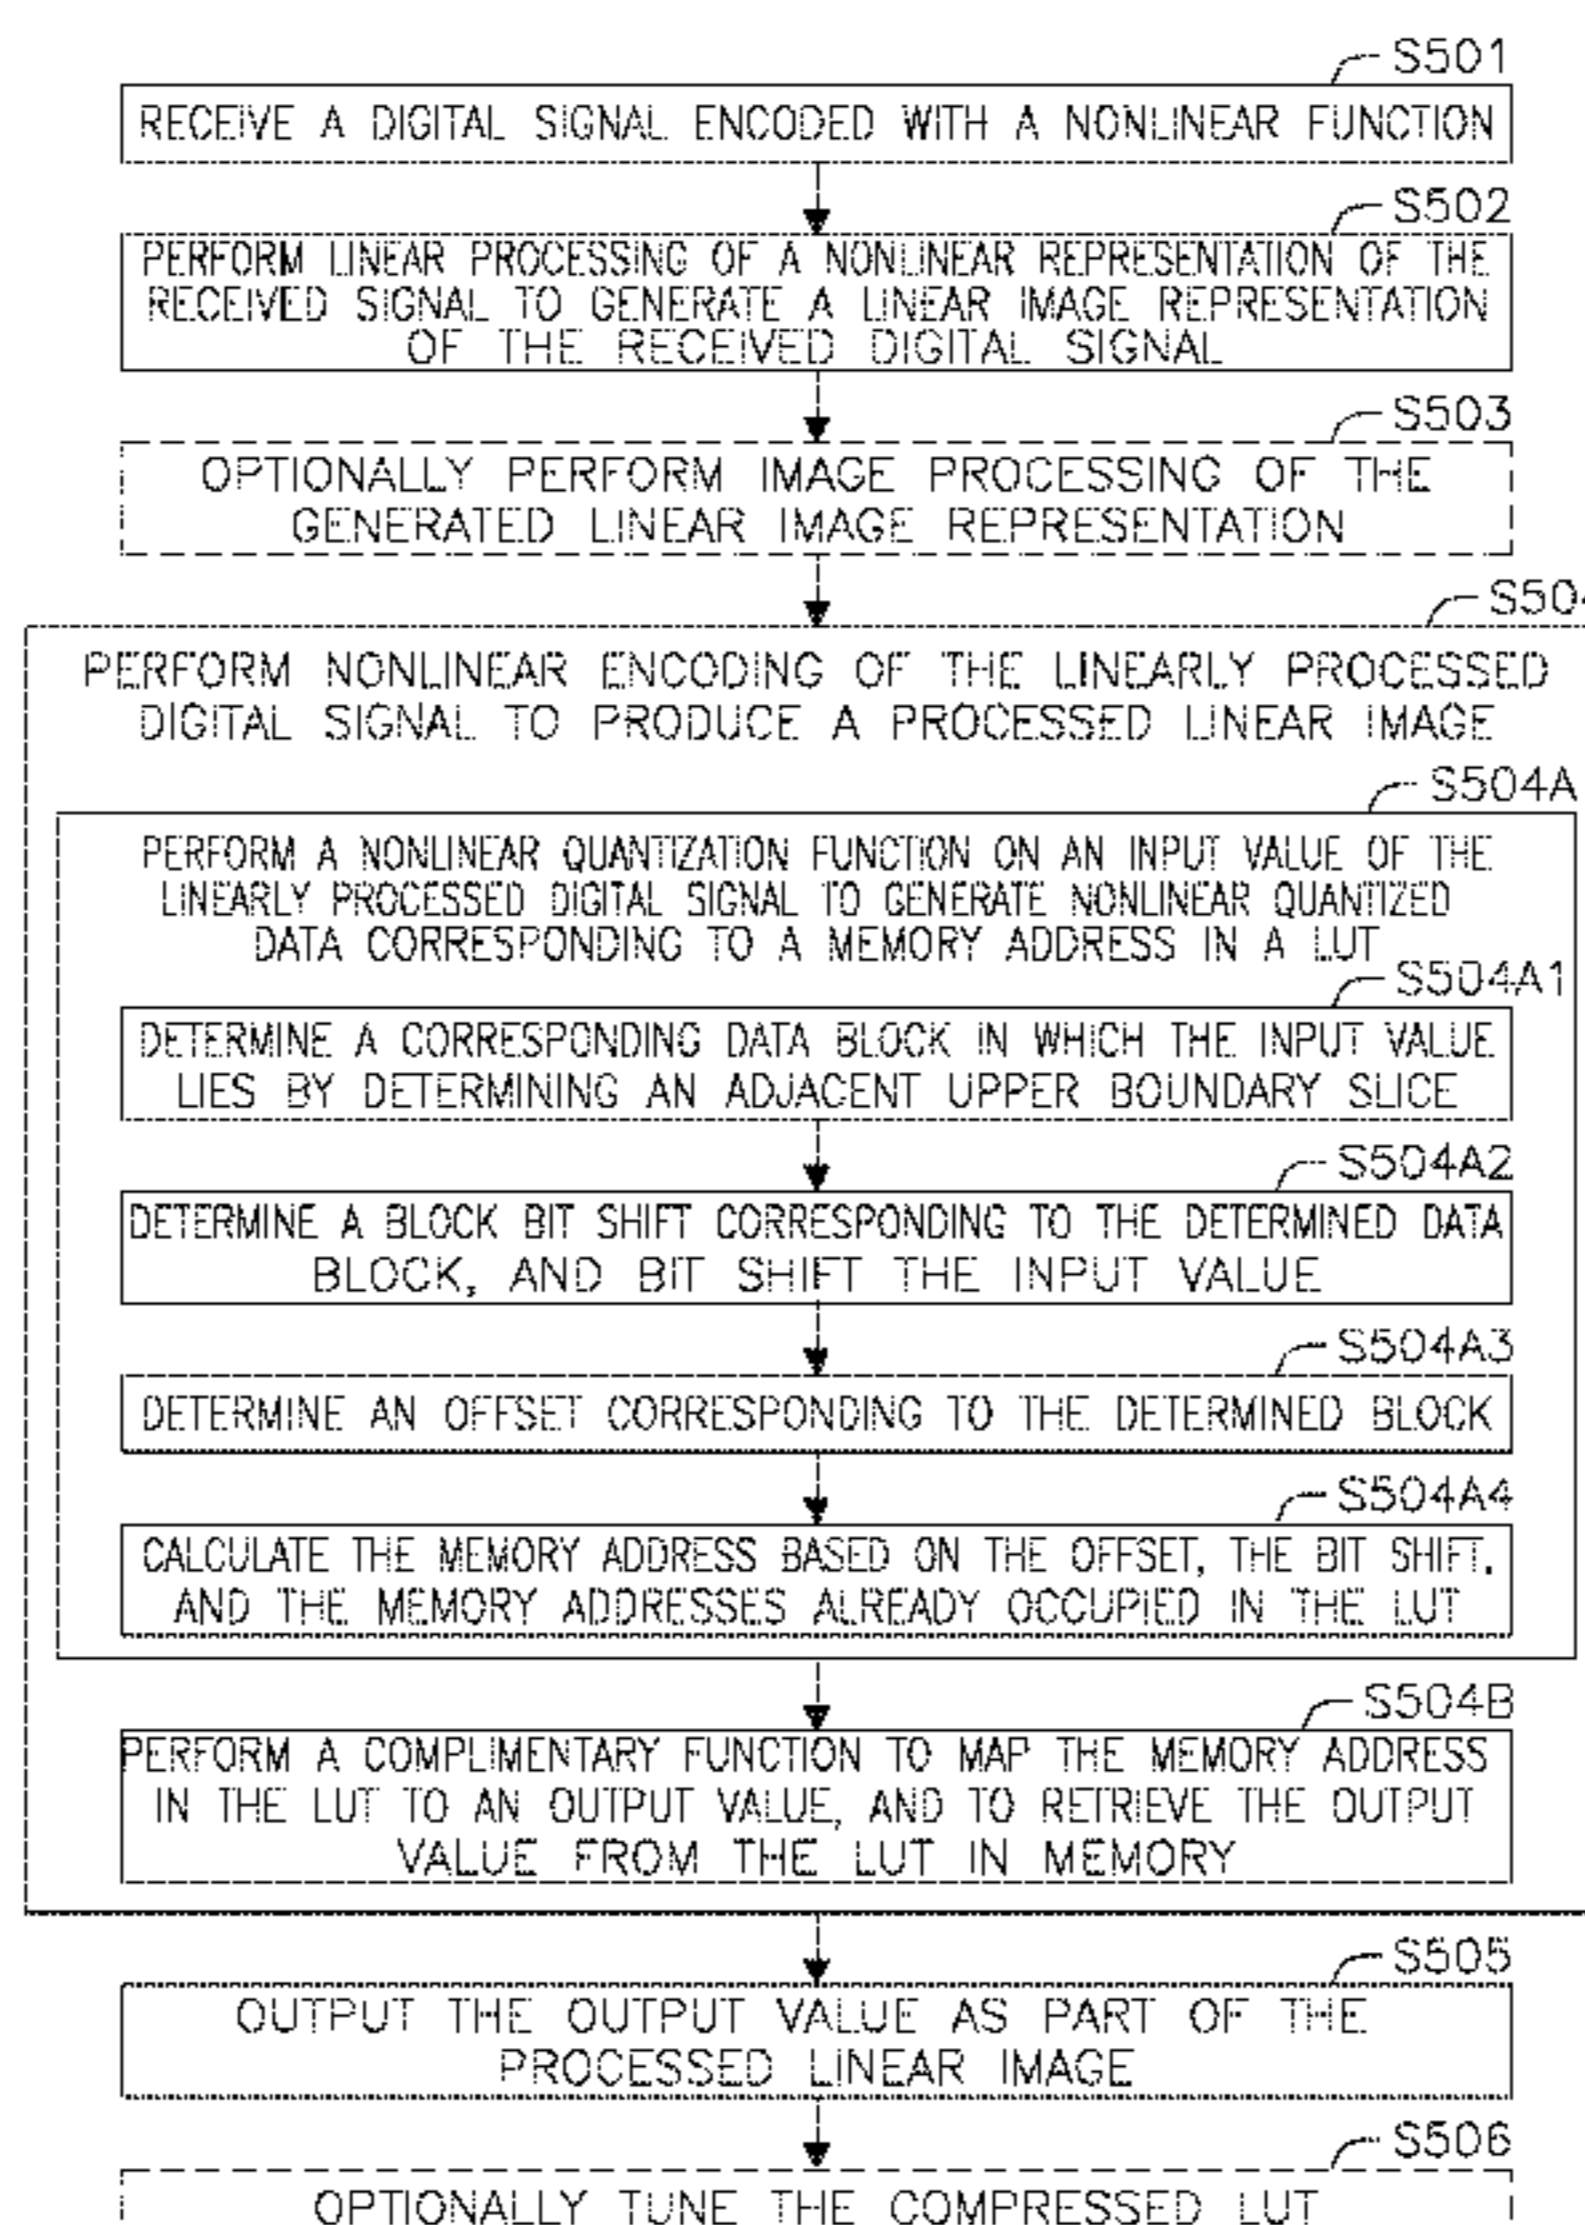 S501
RECEIVE A DIGITAL SIGNAL ENCODED WITH A NONLINEAR FUNCTION
S502
PERFORM LINEAR PROCESSING OF A NONLINEAR REPRESENTATION OF THE
RECEIVED SIGNAL TO GENERATE A LINEAR IMAGE REPRESENTATION
OF THE RECEIVED DIGITAL SIGNAL
S503
OPTIONALLY PERFORM IMAGE PROCESSING OF THE
GENERATED LINEAR IMAGE REPRESENTATION
S504
PERFORM NONLINEAR ENCODING OF THE LINEARLY PROCESSED
DIGITAL SIGNAL TO PRODUCE A PROCESSED LINEAR IMAGE
S504A
PERFORM A NONLINEAR QUANTIZATION FUNCTION ON AN INPUT VALUE OF THE
LINEARLY PROCESSED DIGITAL SIGNAL TO GENERATE NONLINEAR QUANTIZED
DATA CORRESPONDING TO A MEMORY ADDRESS IN A LUT
S504A1
DETERMINE A CORRESPONDING DATA BLOCK IN WHICH THE INPUT VALUE
LIES BY DETERMINING AN ADJACENT UPPER BOUNDARY SLICE
S504A2
DETERMINE A BLOCK BIT SHIFT CORRESPONDING TO THE DETERMINED DATA
BLOCK, AND BIT SHIFT THE INPUT VALUE
S504A3
DETERMINE AN OFFSET CORRESPONDING TO THE DETERMINED BLOCK
S504A4
CALCULATE THE MEMORY ADDRESS BASED ON THE OFFSET, THE BIT SHIFT,
AND THE MEMORY ADDRESSES ALREADY OCCUPIED IN THE LUT
S504B
PERFORM A COMPLIMENTARY FUNCTION TO MAP THE MEMORY ADDRESS
IN THE LUT TO AN OUTPUT VALUE, AND TO RETRIEVE THE OUTPUT
VALUE FROM THE LUT IN MEMORY
S505
OUTPUT THE OUTPUT VALUE AS PART OF THE
PROCESSED LINEAR IMAGE
S506
OPTIONALLY TUNE THE COMPRESSED LUT